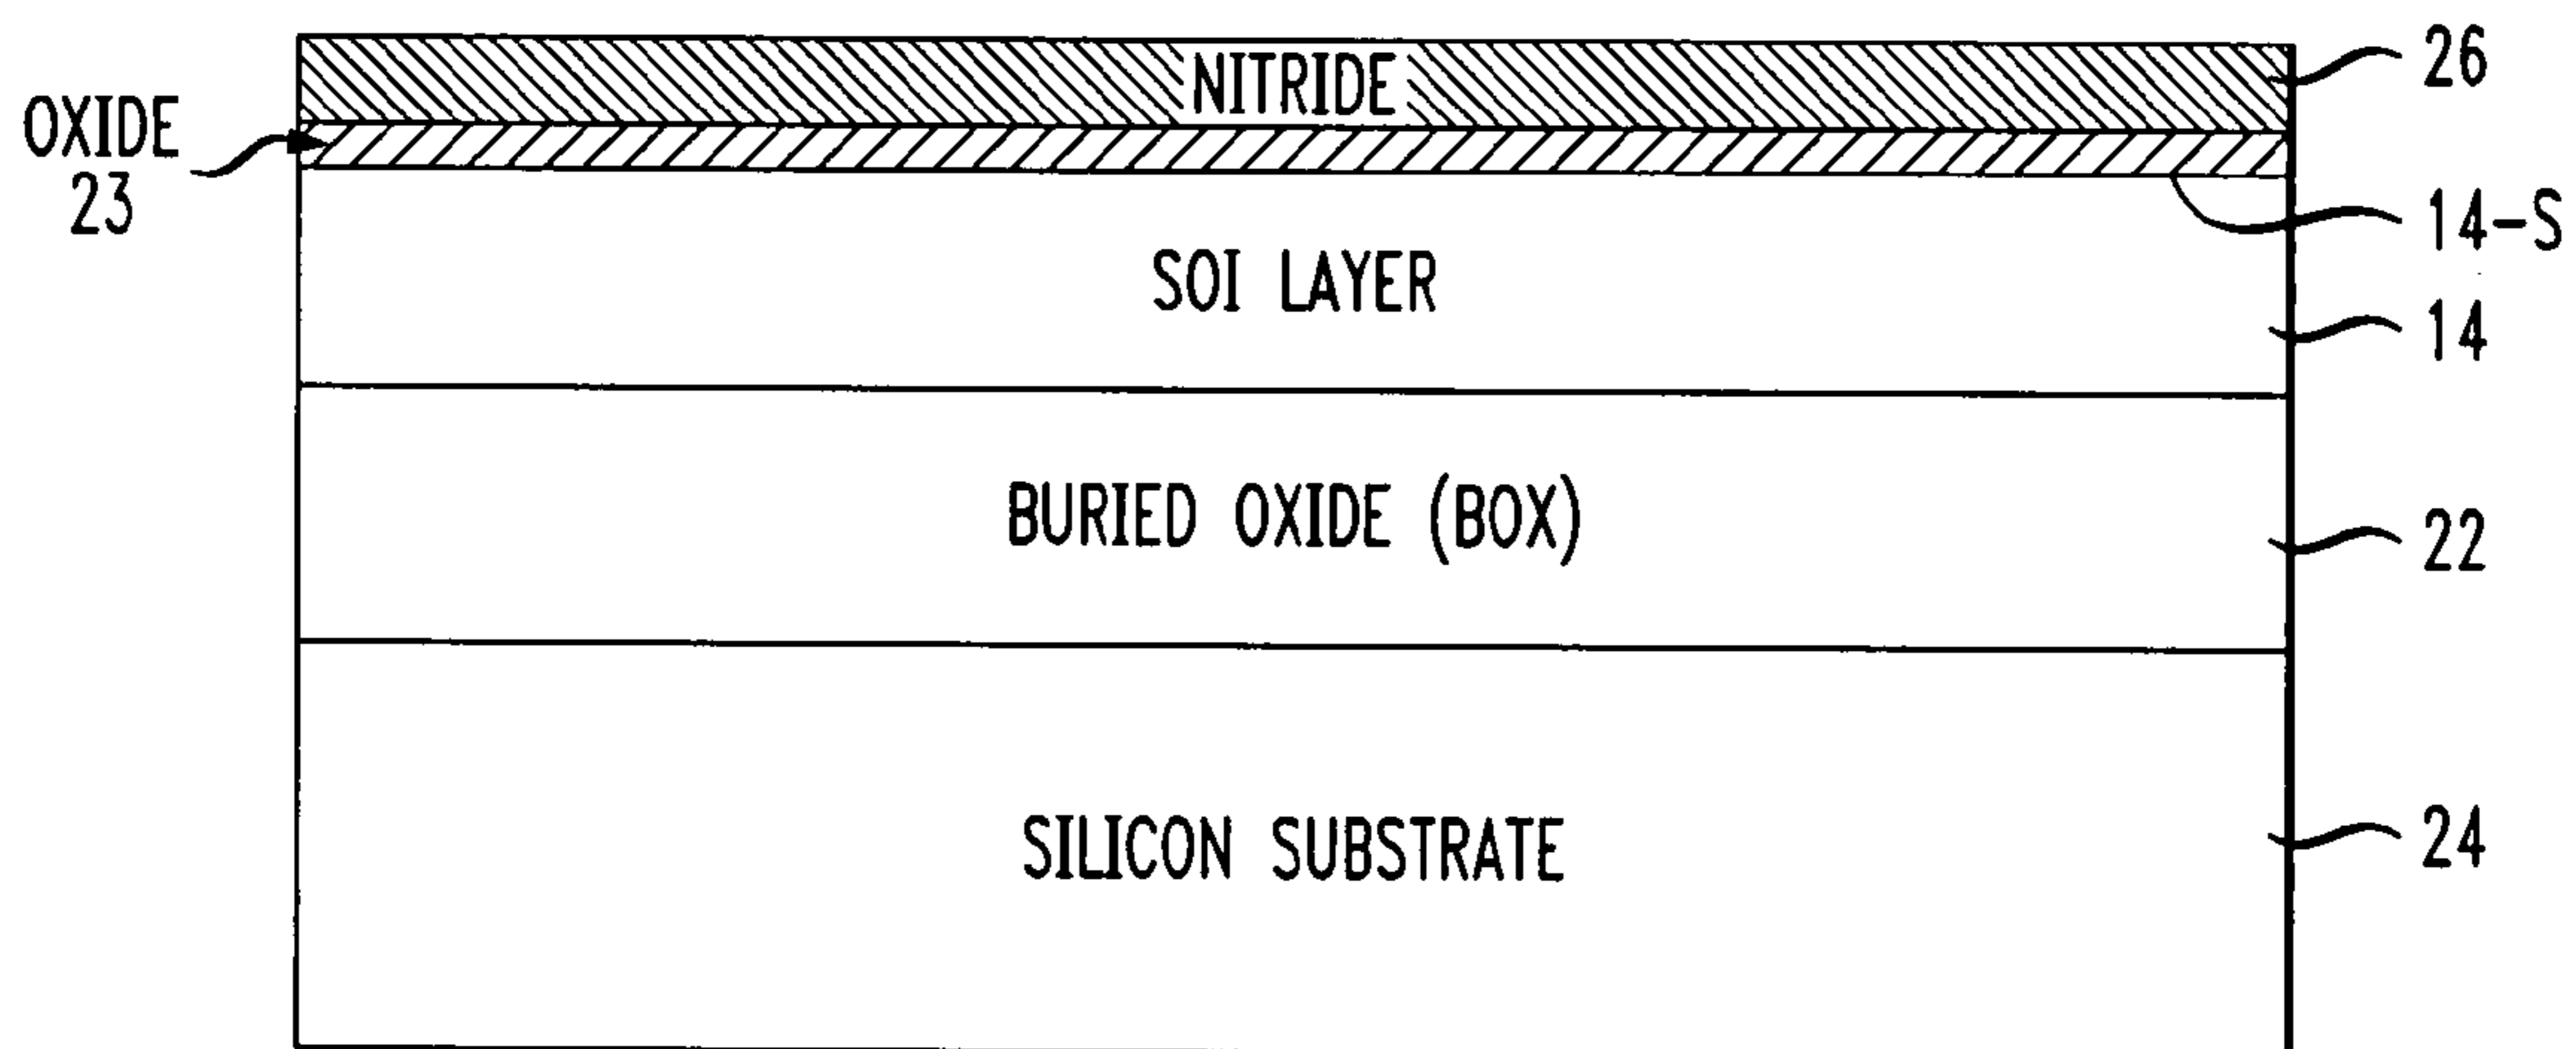 NITRIDE
26
OXIDE
23
14-S
SOI LAYER
14
BURIED OXIDE (BOX)
22
SILICON SUBSTRATE
24